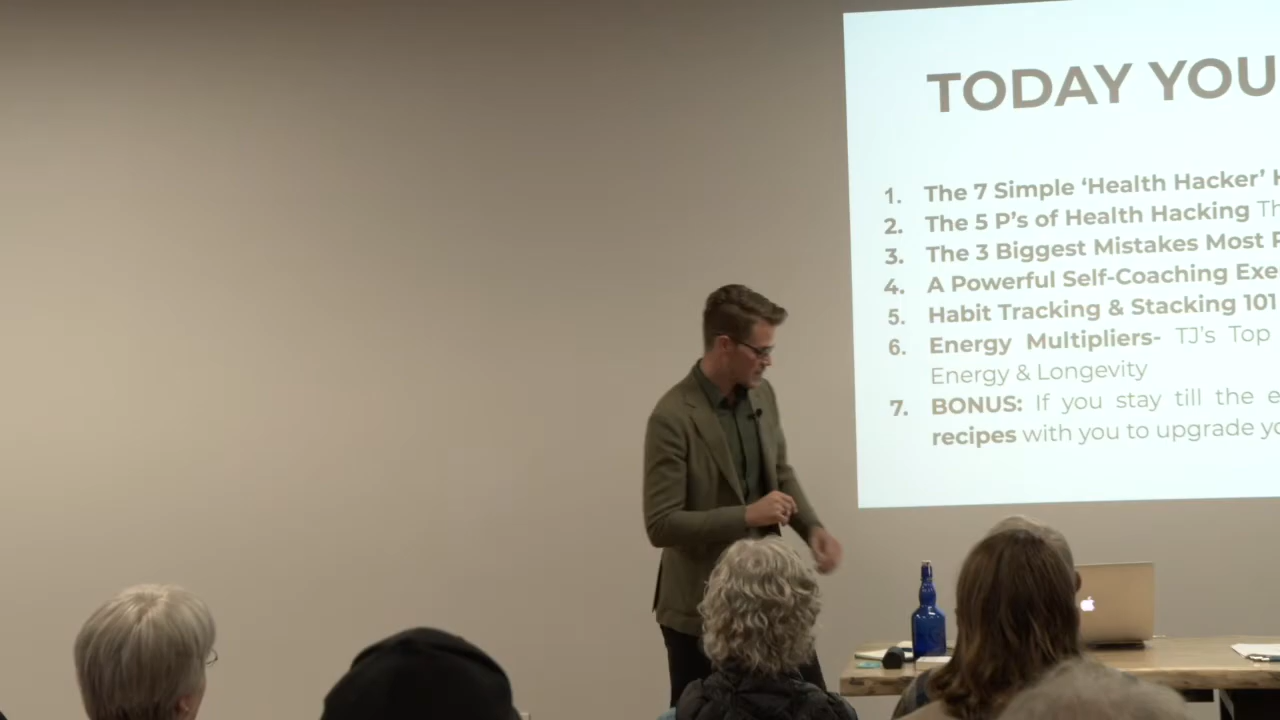 TODAY YOU
1. The 7 Simple ‘Health Hacker’
2. The 5 P’s of Health Hacking
3. The 3 Biggest Mistakes Most
4. A Powerful Self-Coaching
5. Habit Tracking & Stacking 101
6. Energy Multipliers- TJ’s Top
Energy & Longevity
7. BONUS: If you stay till the
recipes with you to upgrade